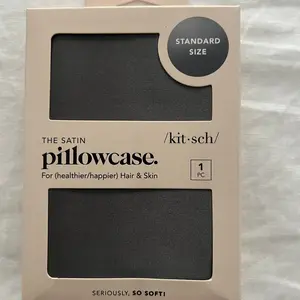 STANDARD
SIZE
THE SATIN
pillowcase.
/kit•sch/
For (healthier/happier) Hair & Skin
1
PC
SERIOUSLY, SO SOFT!